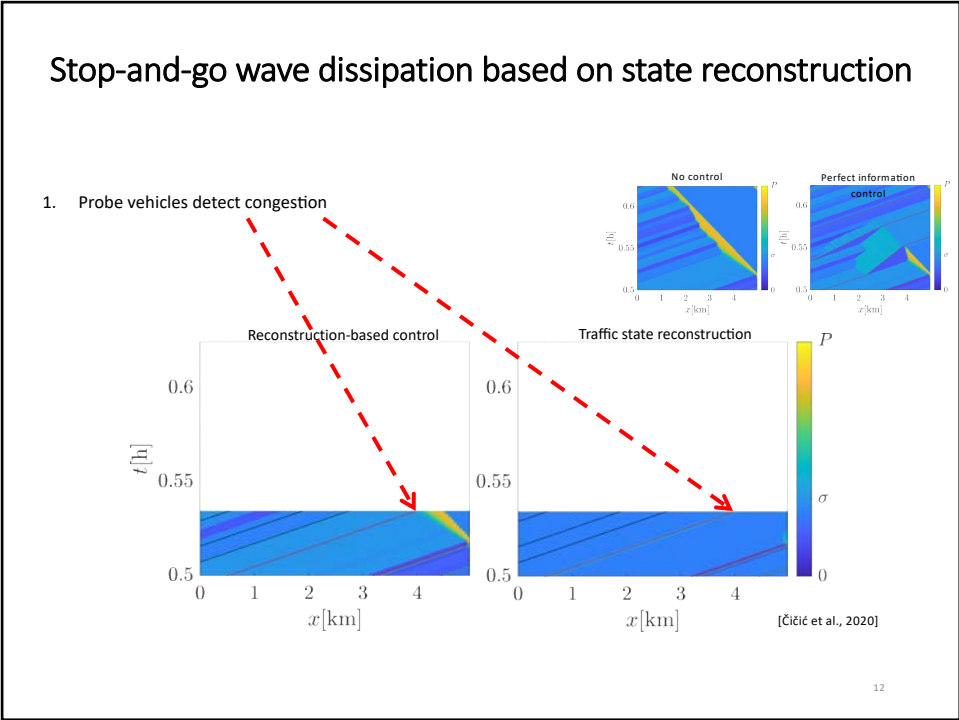 Stop-and-go wave dissipation based on state reconstruction
1. Probe vehicles detect congestion
No control
P
0.6
t[h]
0.55
σ
0.5
0
0 1 2 3 4
x[km]
Perfect information
control
P
0.6
t[h]
0.55
σ
0.5
0
0 1 2 3 4
x[km]
Reconstruction-based control
0.6
t[h]
0.55
0.5
0 1 2 3 4
x[km]
Traffic state reconstruction
P
0.6
0.55
σ
0.5
0
0 1 2 3 4
x[km]
[Čičić et al., 2020]
12